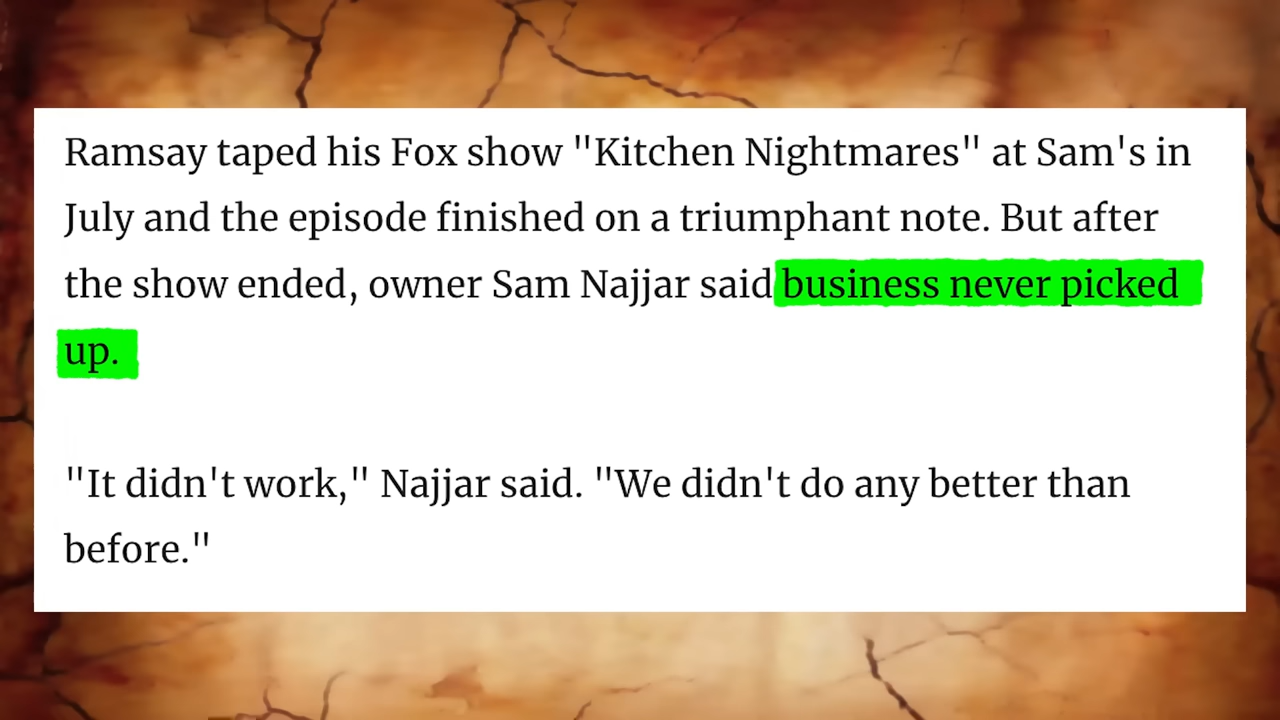 Ramsay taped his Fox show "Kitchen Nightmares" at Sam's in
July and the episode finished on a triumphant note. But after
the show ended, owner Sam Najjar said business never picked
up.
"It didn't work," Najjar said. "We didn't do any better than
before."